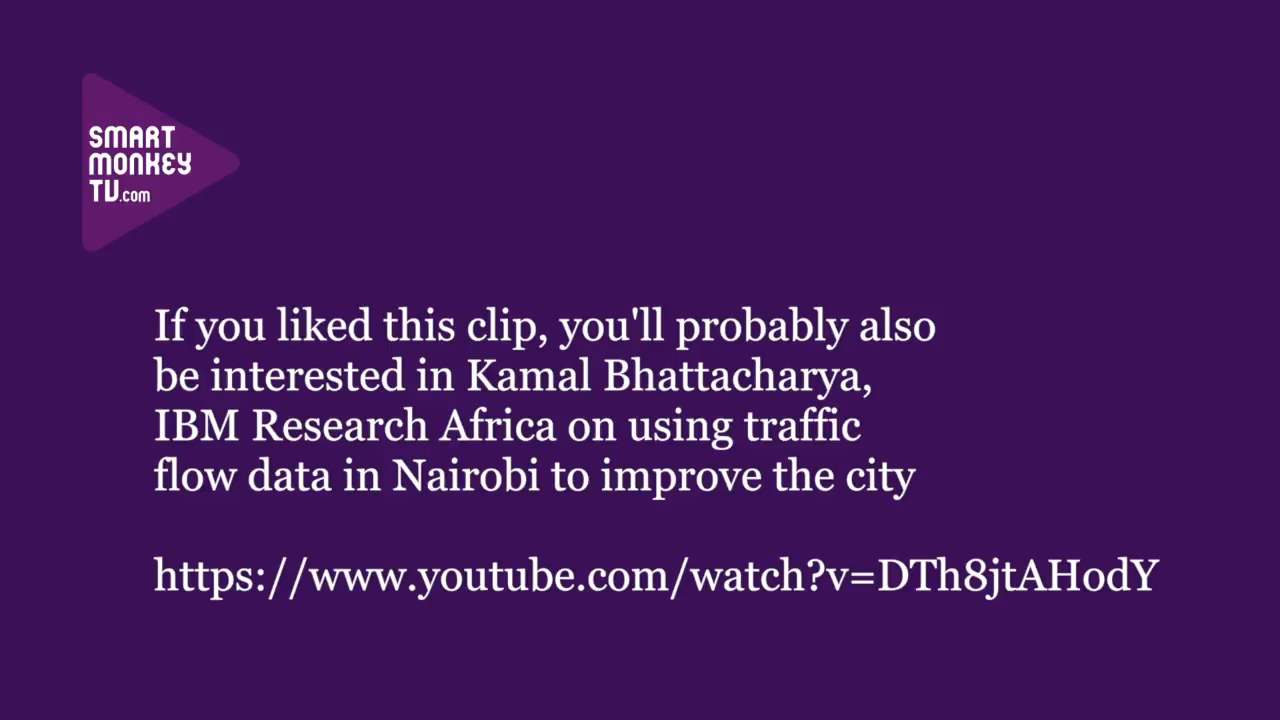 SMART
MONKEY
TV.com
If you liked this clip, you'll probably also
be interested in Kamal Bhattacharya,
IBM Research Africa on using traffic
flow data in Nairobi to improve the city
https://www.youtube.com/watch?v=DTh8jtAHodY